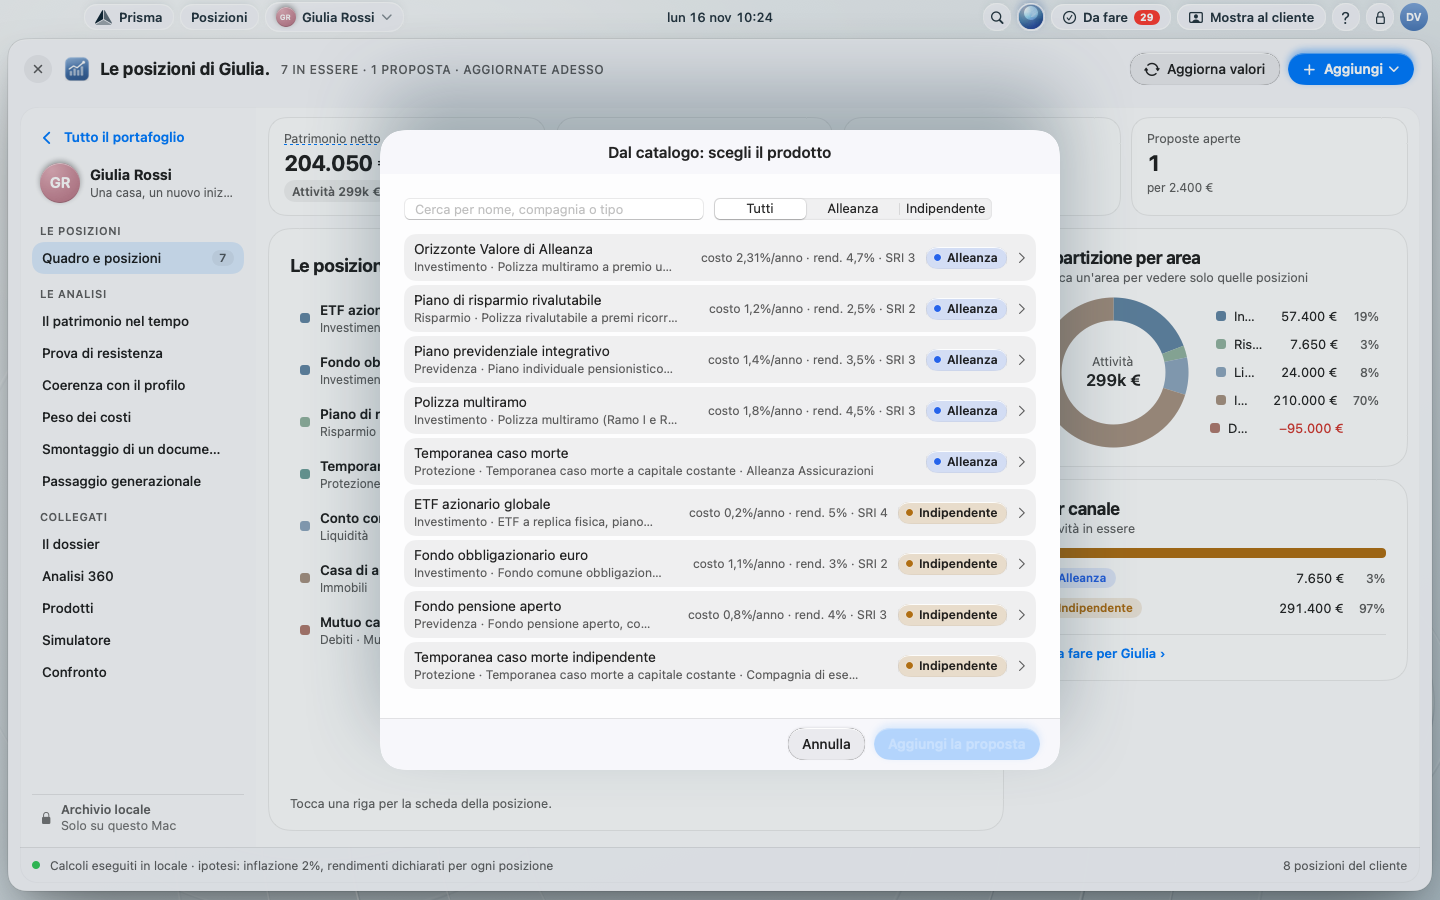 Prisma
Posizioni
GR Giulia Rossi
lun 16 nov 10:24
Da fare 29
Mostra al cliente
?
DV
Le posizioni di Giulia.
7 IN ESSERE · 1 PROPOSTA · AGGIORNATE ADESSO
Aggiorna valori
+ Aggiungi
Tutto il portafoglio
GR
Giulia Rossi
Una casa, un nuovo iniz...
LE POSIZIONI
Quadro e posizioni 7
LE ANALISI
Il patrimonio nel tempo
Prova di resistenza
Coerenza con il profilo
Peso dei costi
Smontaggio di un docume...
Passaggio generazionale
COLLEGATI
Il dossier
Analisi 360
Prodotti
Simulatore
Confronto
Archivio locale
Solo su questo Mac
Patrimonio netto
204.050
Attività 299k €
Proposte aperte
1
per 2.400 €
Le posizion
ETF azior
Investimen
Fondo ob
Investimen
Piano di r
Risparmio
Temporar
Protezione
Conto cor
Liquidità
Casa di a
Immobili
Mutuo ca
Debiti · Mu
Tocca una riga per la scheda della posizione.
Dal catalogo: scegli il prodotto
Cerca per nome, compagnia o tipo
Tutti
Alleanza
Indipendente
Orizzonte Valore di Alleanza
Investimento · Polizza multiramo a premio u...
costo 2,31%/anno · rend. 4,7% · SRI 3
Alleanza
Piano di risparmio rivalutabile
Risparmio · Polizza rivalutabile a premi ricorr...
costo 1,2%/anno · rend. 2,5% · SRI 2
Alleanza
Piano previdenziale integrativo
Previdenza · Piano individuale pensionistico...
costo 1,4%/anno · rend. 3,5% · SRI 3
Alleanza
Polizza multiramo
Investimento · Polizza multiramo (Ramo I e R...
costo 1,8%/anno · rend. 4,5% · SRI 3
Alleanza
Temporanea caso morte
Protezione · Temporanea caso morte a capitale costante · Alleanza Assicurazioni
Alleanza
ETF azionario globale
Investimento · ETF a replica fisica, piano...
costo 0,2%/anno · rend. 5% · SRI 4
Indipendente
Fondo obbligazionario euro
Investimento · Fondo comune obbligazion...
costo 1,1%/anno · rend. 3% · SRI 2
Indipendente
Fondo pensione aperto
Previdenza · Fondo pensione aperto, co...
costo 0,8%/anno · rend. 4% · SRI 3
Indipendente
Temporanea caso morte indipendente
Protezione · Temporanea caso morte a capitale costante · Compagnia di ese...
Indipendente
Annulla
Aggiungi la proposta
partizione per area
ca un'area per vedere solo quelle posizioni
Attività
299k €
In... 57.400 € 19%
Ris... 7.650 € 3%
Li... 24.000 € 8%
I... 210.000 € 70%
D... −95.000 €
r canale
vità in essere
Alleanza 7.650 € 3%
ndipendente 291.400 € 97%
a fare per Giulia ›
Calcoli eseguiti in locale · ipotesi: inflazione 2%, rendimenti dichiarati per ogni posizione
8 posizioni del cliente